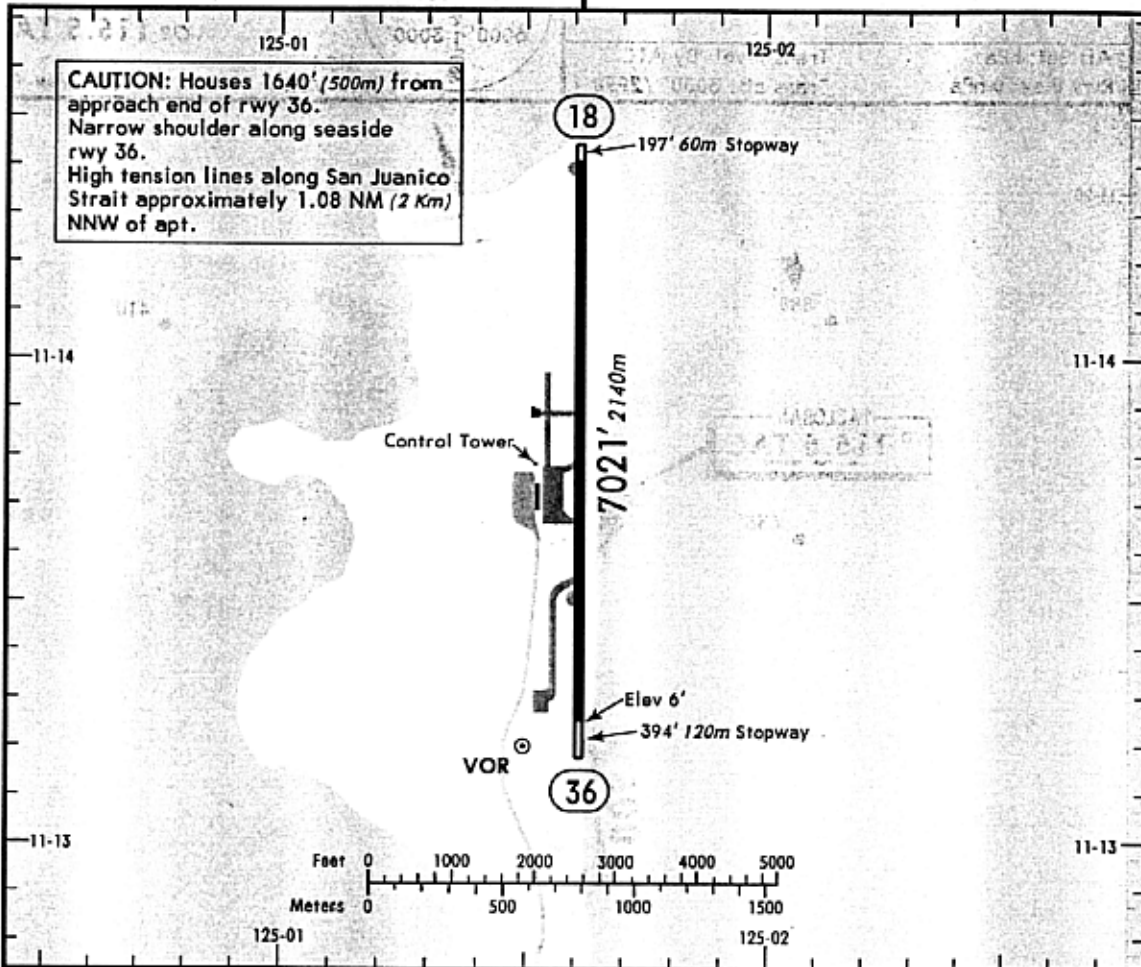 125-01
125-02
CAUTION: Houses 1640' (500m) from
approach end of rwy 36.
Narrow shoulder along seaside
rwy 36.
High tension lines along San Juanico
Strait approximately 1.08 NM (2 Km)
NNW of apt.
18
197' 60m Stopway
11-14
11-14
7021' 2140m
Control Tower
Elev 6'
394' 120m Stopway
VOR
36
11-13
11-13
Feet 0 1000 2000 3000 4000 5000
Meters 0 500 1000 1500
125-01
125-02